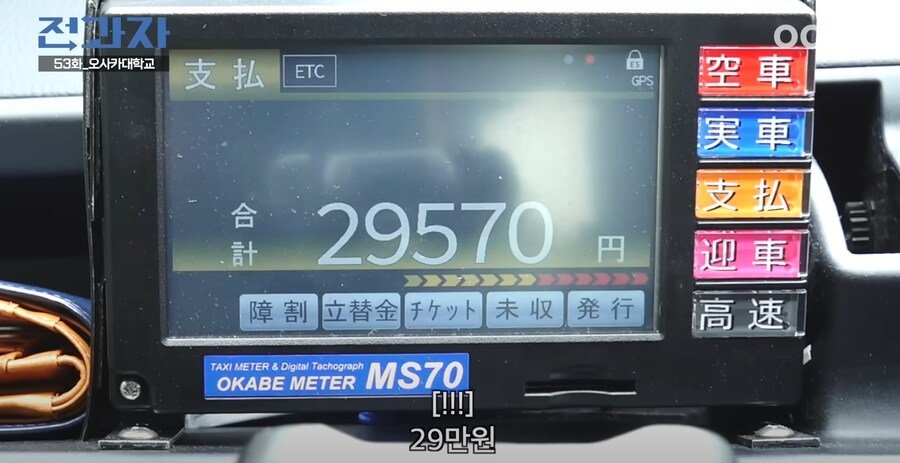 전과자
53화_오사카대학교
支払
ETC
ES
GPS
合計 29570 円
障割 立替金 チケット 未収 発行
空車
実車
支払
迎車
高速
TAXI METER & Digital Tachograph
OKABE METER MS70
[!!!]
29만원